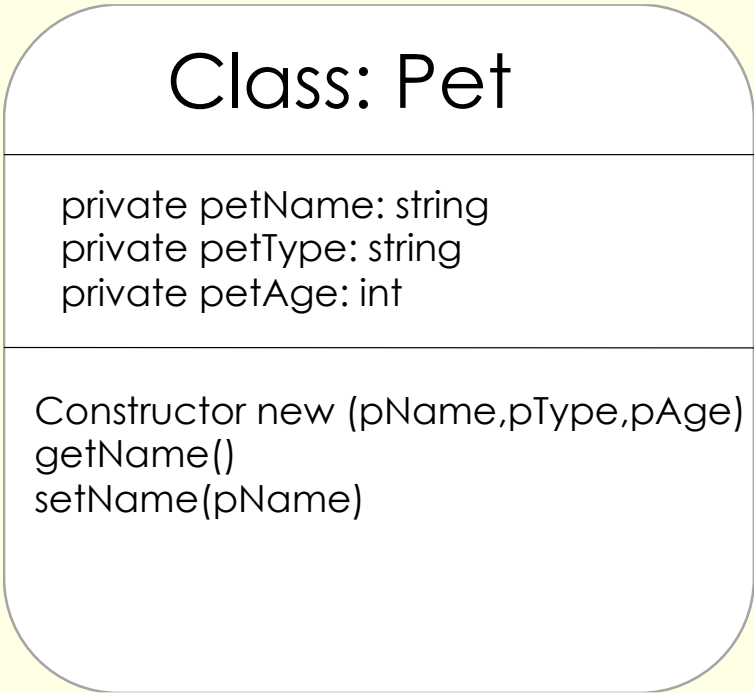 Class: Pet
private petName: string
private petType: string
private petAge: int
Constructor new (pName,pType,pAge)
getName()
setName(pName)